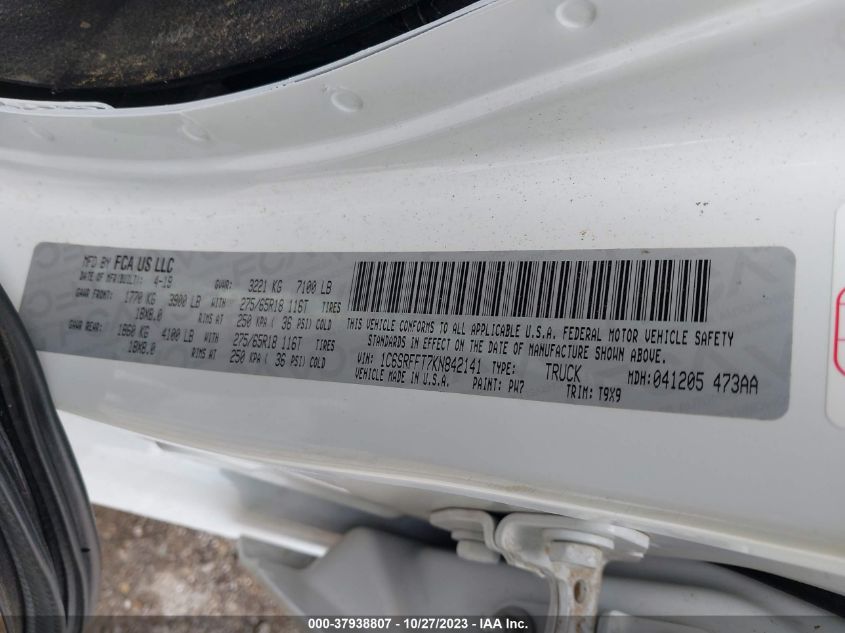 MFD BY FCA US LLC
DATE OF MFR(BUILT): 4-19 GVWR: 3221 KG 7100 LB
GAWR FRONT: 1770 KG 3900 LB WITH 275/65R18 116T TIRES
18X8.0 RIMS AT 250 KPA ( 36 PSI) COLD
GAWR REAR: 1860 KG 4100 LB WITH 275/65R18 116T TIRES
18X8.0 RIMS AT 250 KPA ( 36 PSI) COLD
THIS VEHICLE CONFORMS TO ALL APPLICABLE U.S.A. FEDERAL MOTOR VEHICLE SAFETY
STANDARDS IN EFFECT ON THE DATE OF MANUFACTURE SHOWN ABOVE.
VIN: 1C6SRFFT7KN842141 TYPE: TRUCK MDH:041205 473AA
VEHICLE MADE IN U.S.A. PAINT: PW7 TRIM: T9X9
000-37938807 - 10/27/2023 - Copyright © IAA, Inc.